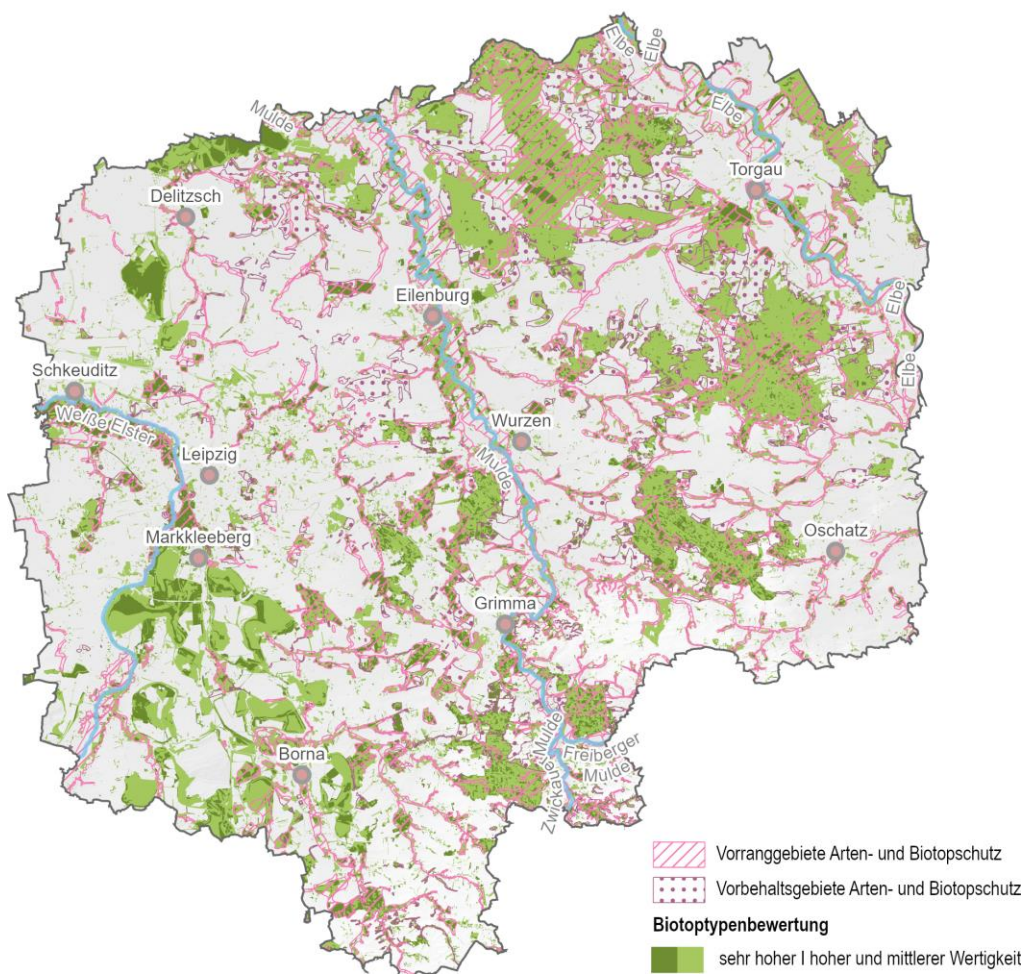 Elbe
Elbe
Mulde
Elbe
Torgau
Delitzsch
Eilenburg
Elbe
Schkeuditz
Elbe
Weiße Elster
Wurzen
Leipzig
Mulde
Markkleeberg
Oschatz
Grimma
Borna
Zwickauer Mulde
Freiberger
Mulde
Vorranggebiete Arten- und Biotopschutz
Vorbehaltsgebiete Arten- und Biotopschutz
Biotoptypenbewertung
sehr hoher I hoher und mittlerer Wertigkeit